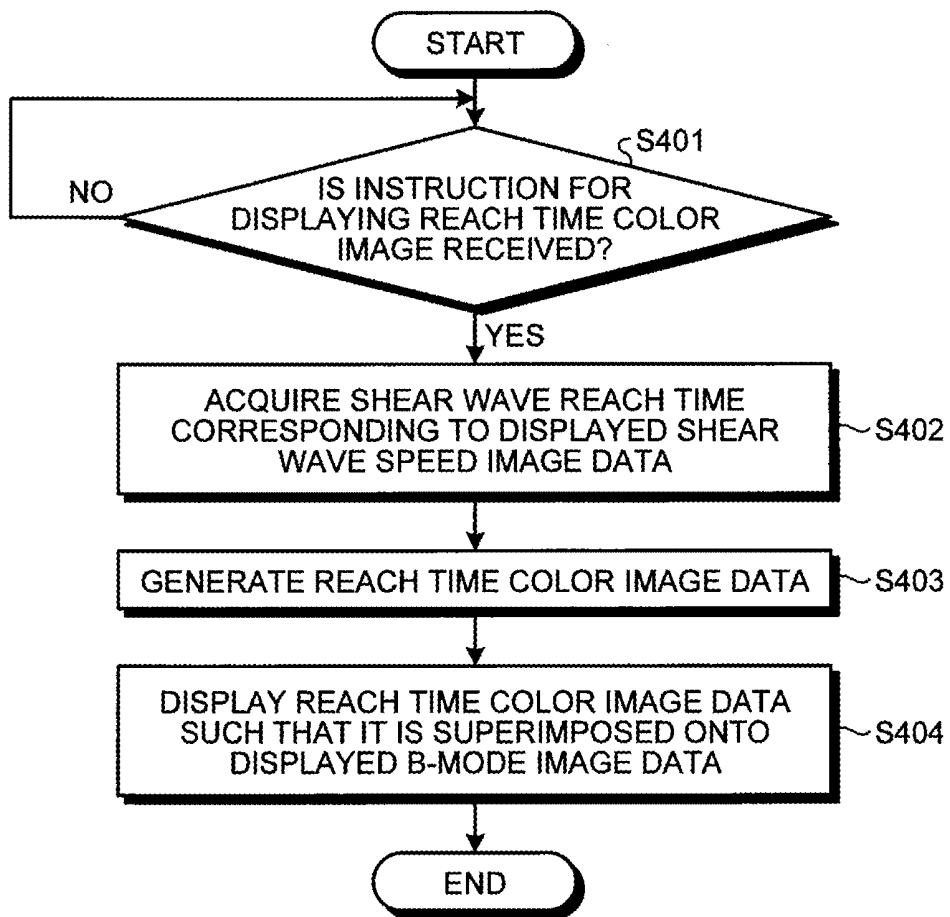 START
S401
IS INSTRUCTION FOR
DISPLAYING REACH TIME COLOR
IMAGE RECEIVED?
NO
YES
ACQUIRE SHEAR WAVE REACH TIME
CORRESPONDING TO DISPLAYED SHEAR
WAVE SPEED IMAGE DATA
S402
GENERATE REACH TIME COLOR IMAGE DATA
S403
DISPLAY REACH TIME COLOR IMAGE DATA
SUCH THAT IT IS SUPERIMPOSED ONTO
DISPLAYED B-MODE IMAGE DATA
S404
END